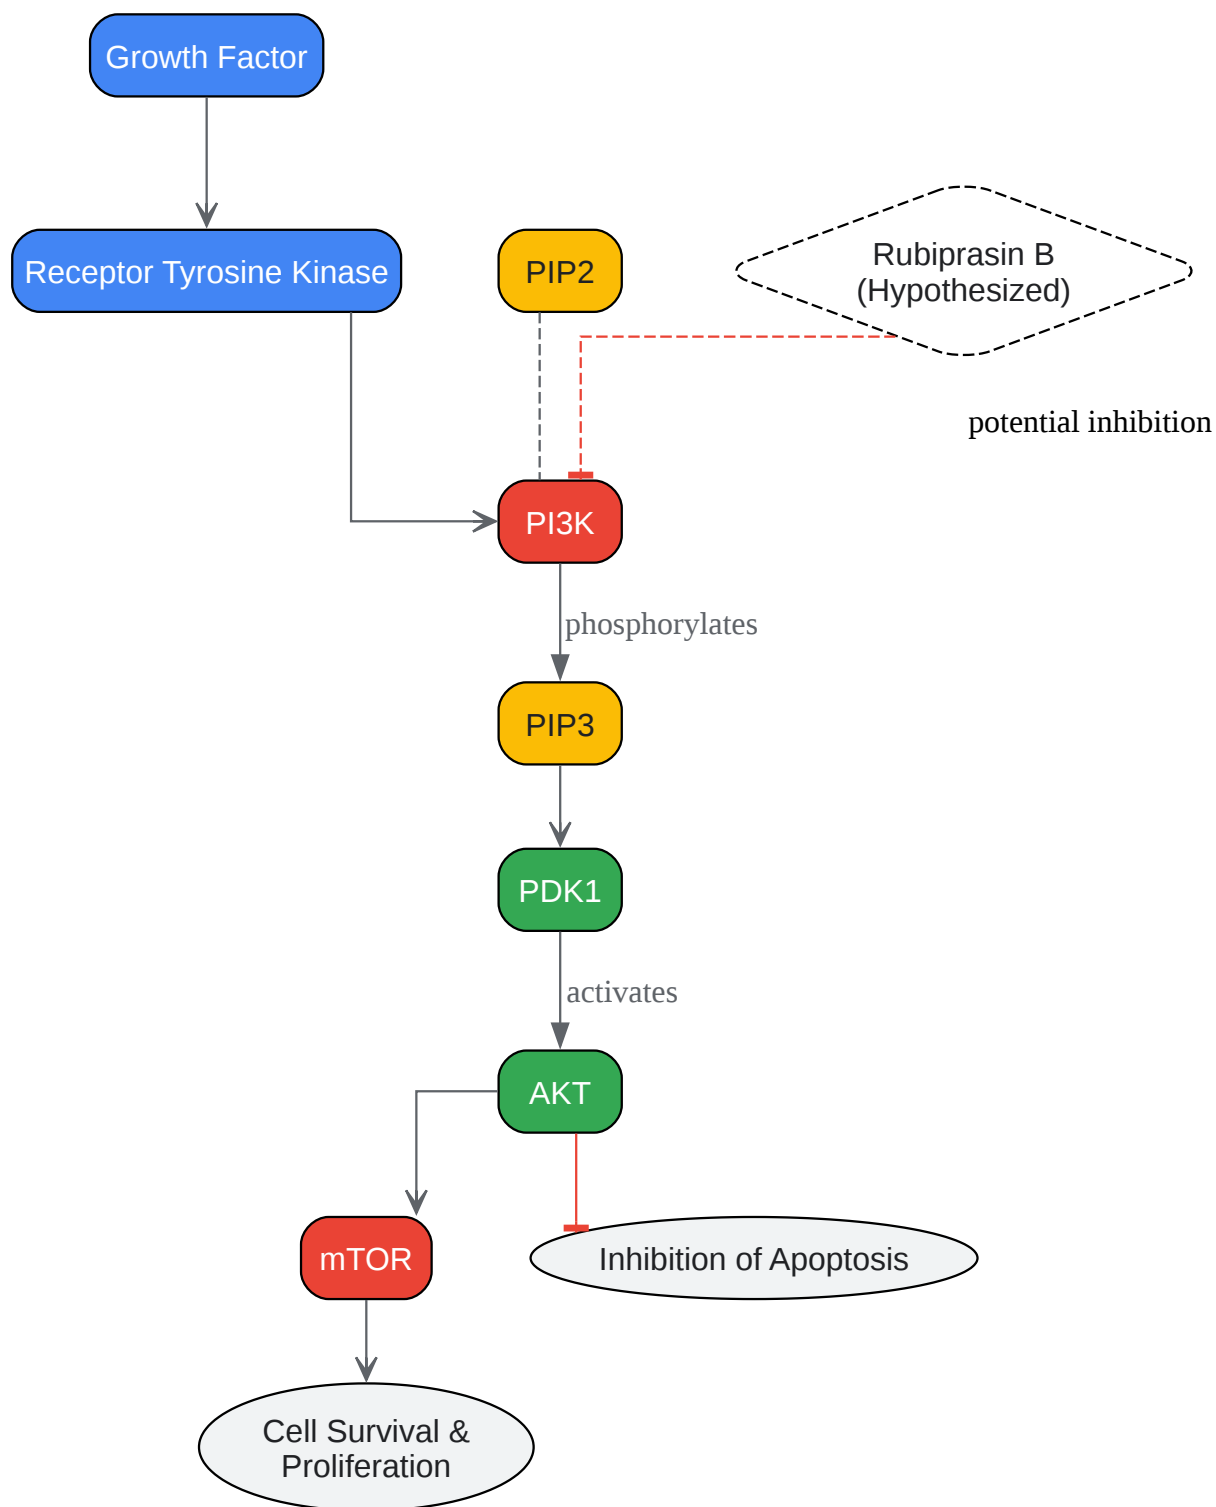 Growth Factor
Receptor Tyrosine Kinase
PIP2
Rubiprasin B
(Hypothesized)
potential inhibition
PI3K
phosphorylates
PIP3
PDK1
activates
AKT
mTOR
Inhibition of Apoptosis
Cell Survival &
Proliferation